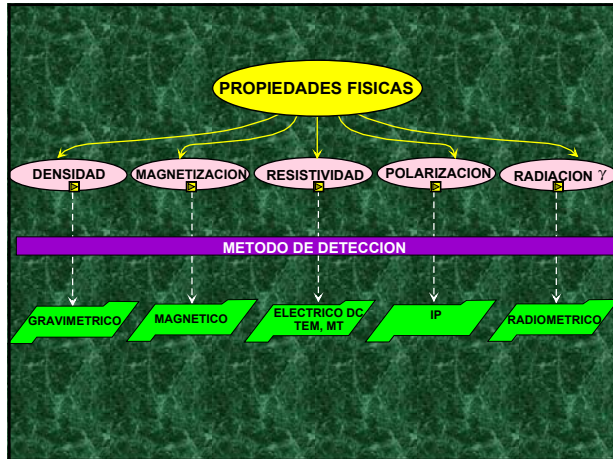 PROPIEDADES FISICAS
DENSIDAD
MAGNETIZACION
RESISTIVIDAD
POLARIZACION
RADIACION γ
METODO DE DETECCION
GRAVIMETRICO
MAGNETICO
ELECTRICO DC
TEM, MT
IP
RADIOMETRICO